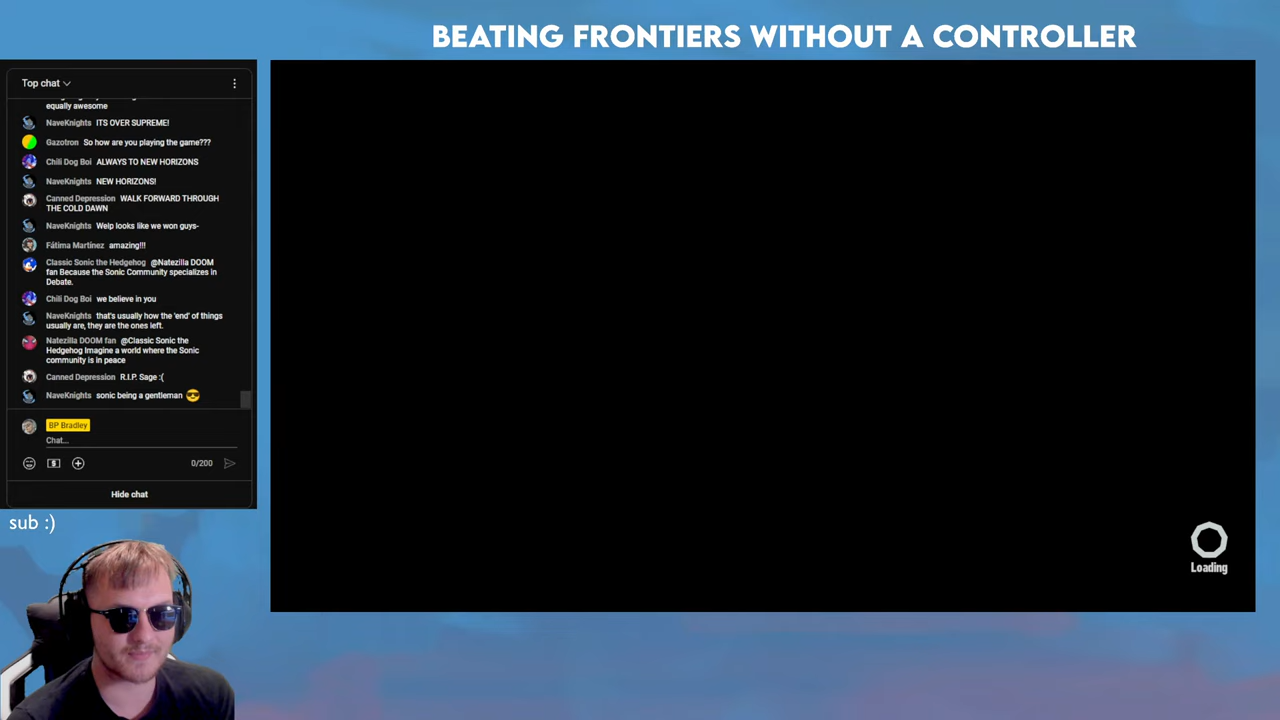 BEATING FRONTIERS WITHOUT A CONTROLLER
Top chat
equally awesome
NaveKnights ITS OVER SUPREME!
Gazotron So how are you playing the game???
Chili Dog Boi ALWAYS TO NEW HORIZONS
NaveKnights NEW HORIZONS!
Canned Depression WALK FORWARD THROUGH
THE COLD DAWN
NaveKnights Welp looks like we won guys-
Fátima Martínez amazing!!!
Classic Sonic the Hedgehog @Natezilla DOOM
fan Because the Sonic Community specializes in
Debate.
Chili Dog Boi we believe in you
NaveKnights that's usually how the 'end' of things
usually are, they are the ones left.
Natezilla DOOM fan @Classic Sonic the
Hedgehog Imagine a world where the Sonic
community is in peace
Canned Depression R.I.P. Sage :(
NaveKnights sonic being a gentleman 😎
BP Bradley
Chat...
0/200
Hide chat
sub :)
Loading